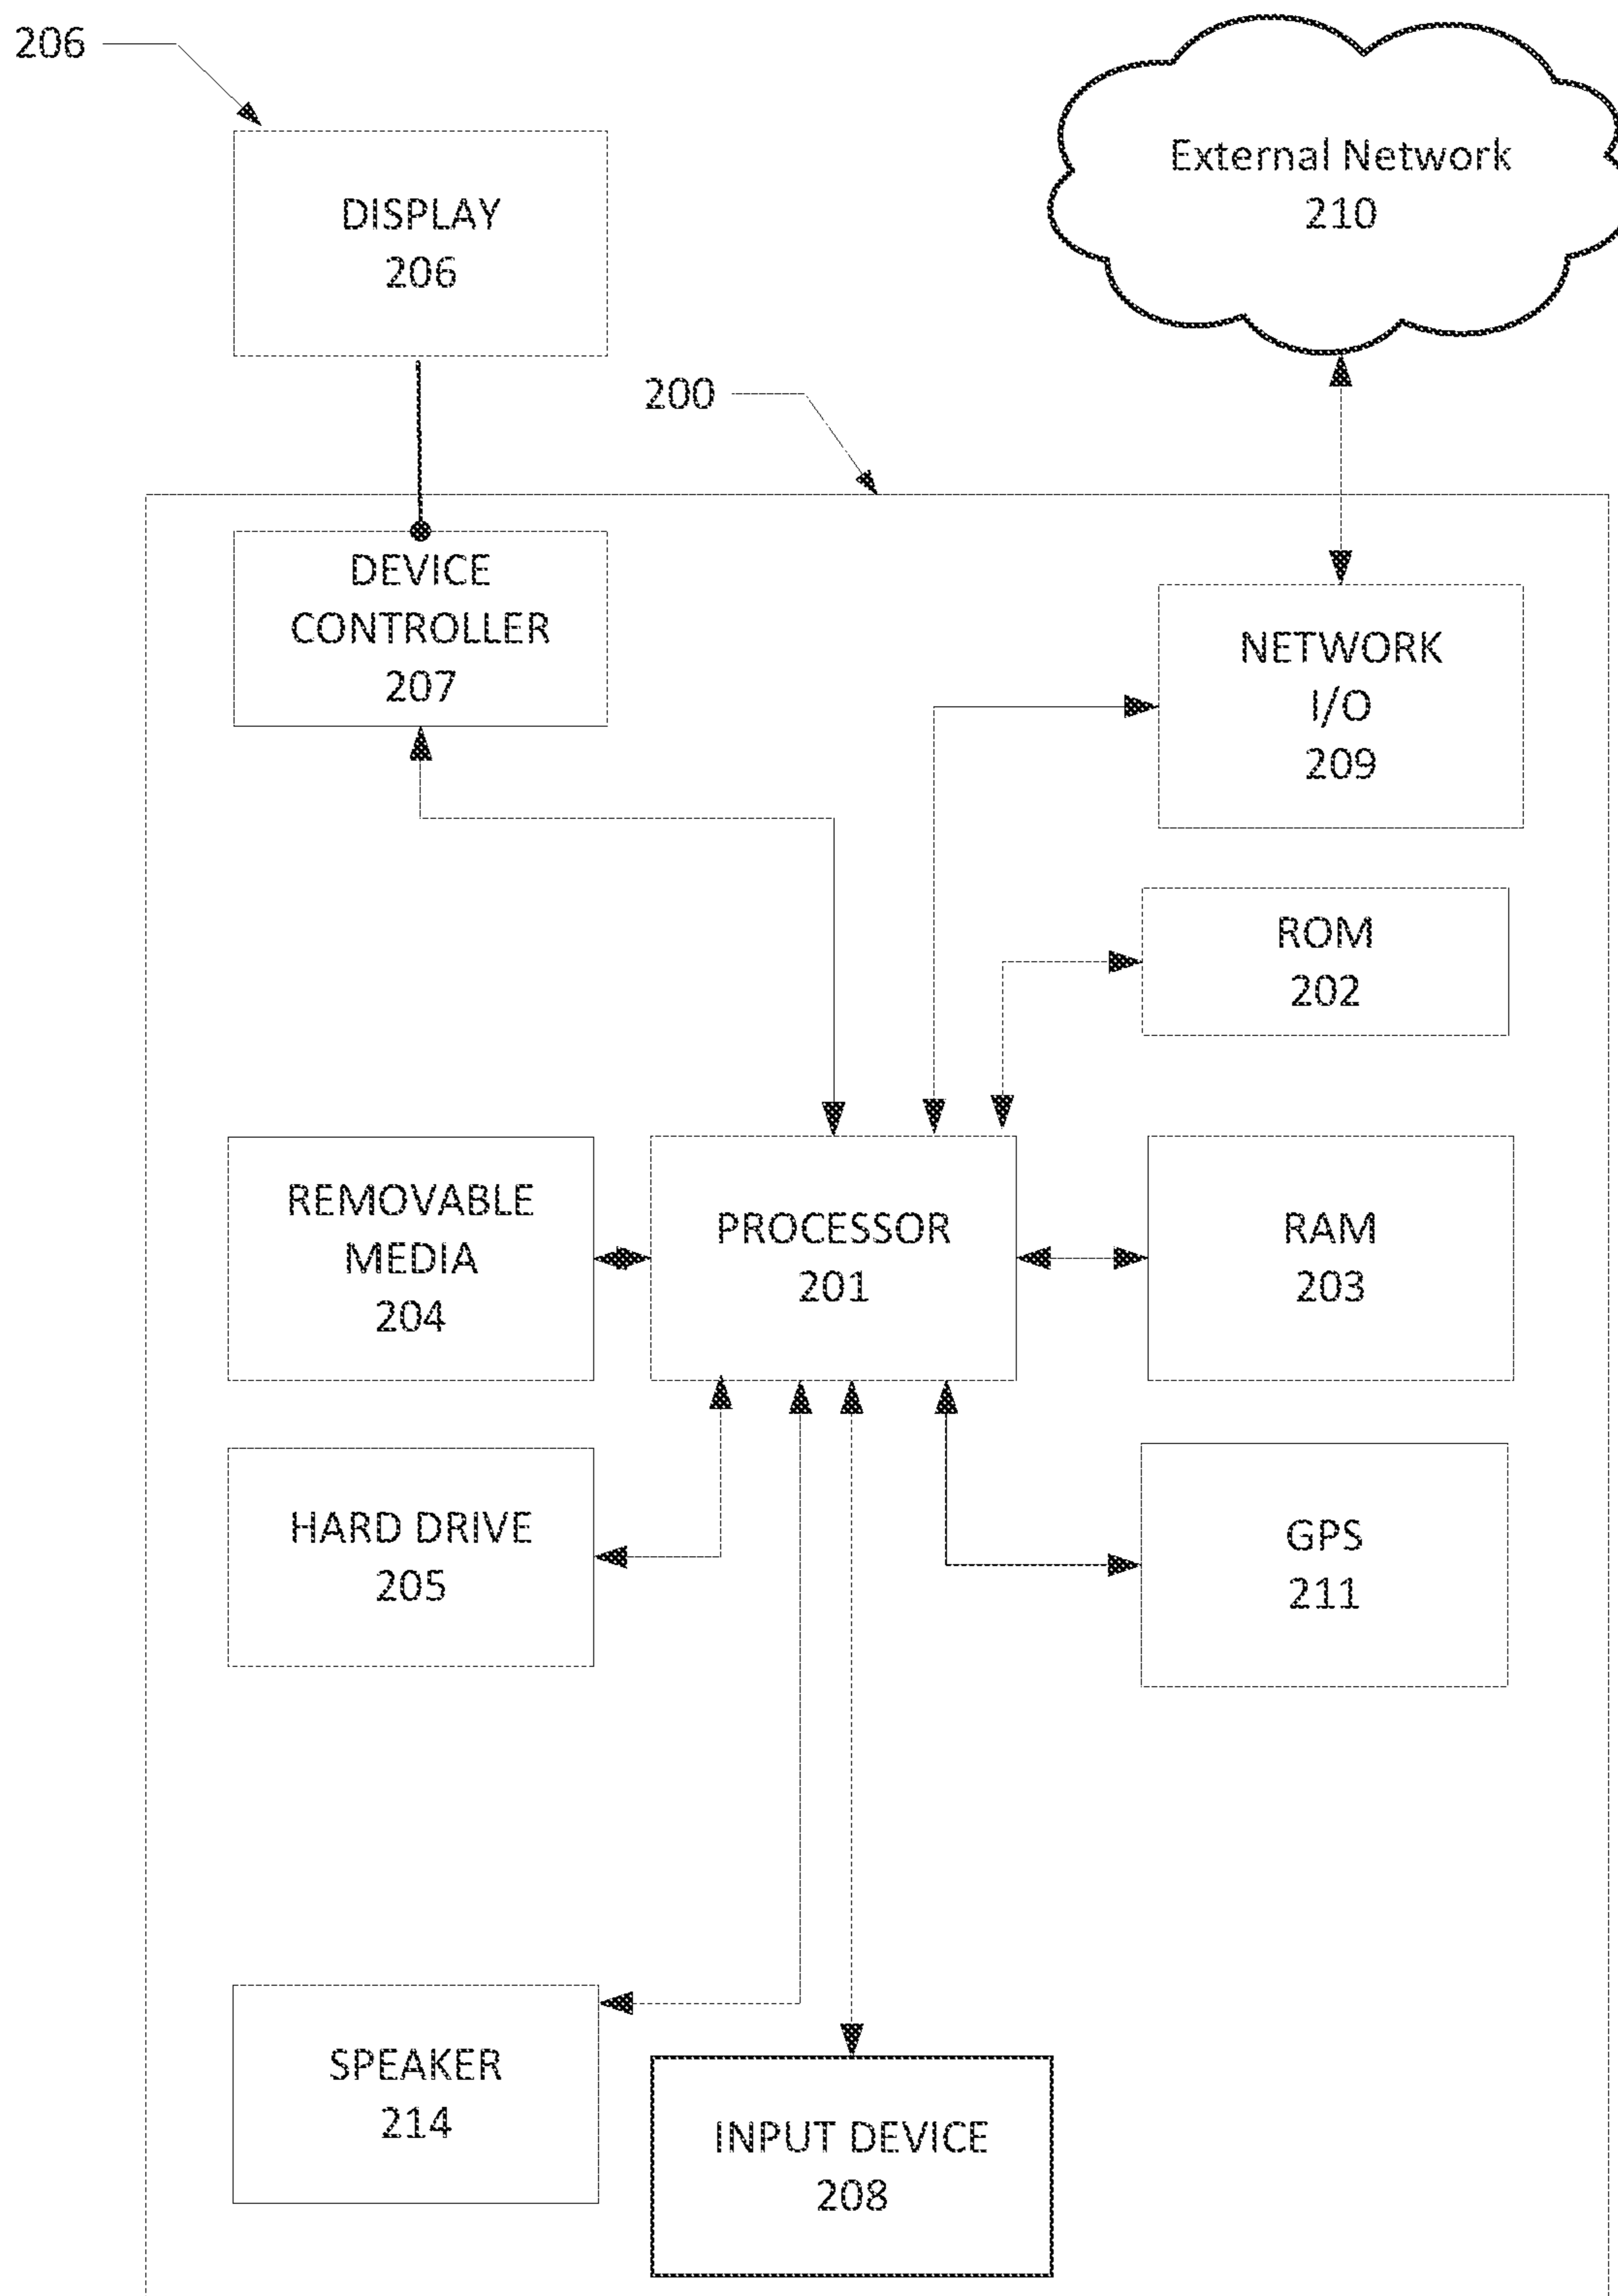 206
DISPLAY
206
External Network
210
200
DEVICE
CONTROLLER
207
NETWORK
I/O
209
ROM
202
REMOVABLE
MEDIA
204
PROCESSOR
201
RAM
203
HARD DRIVE
205
GPS
211
SPEAKER
214
INPUT DEVICE
208